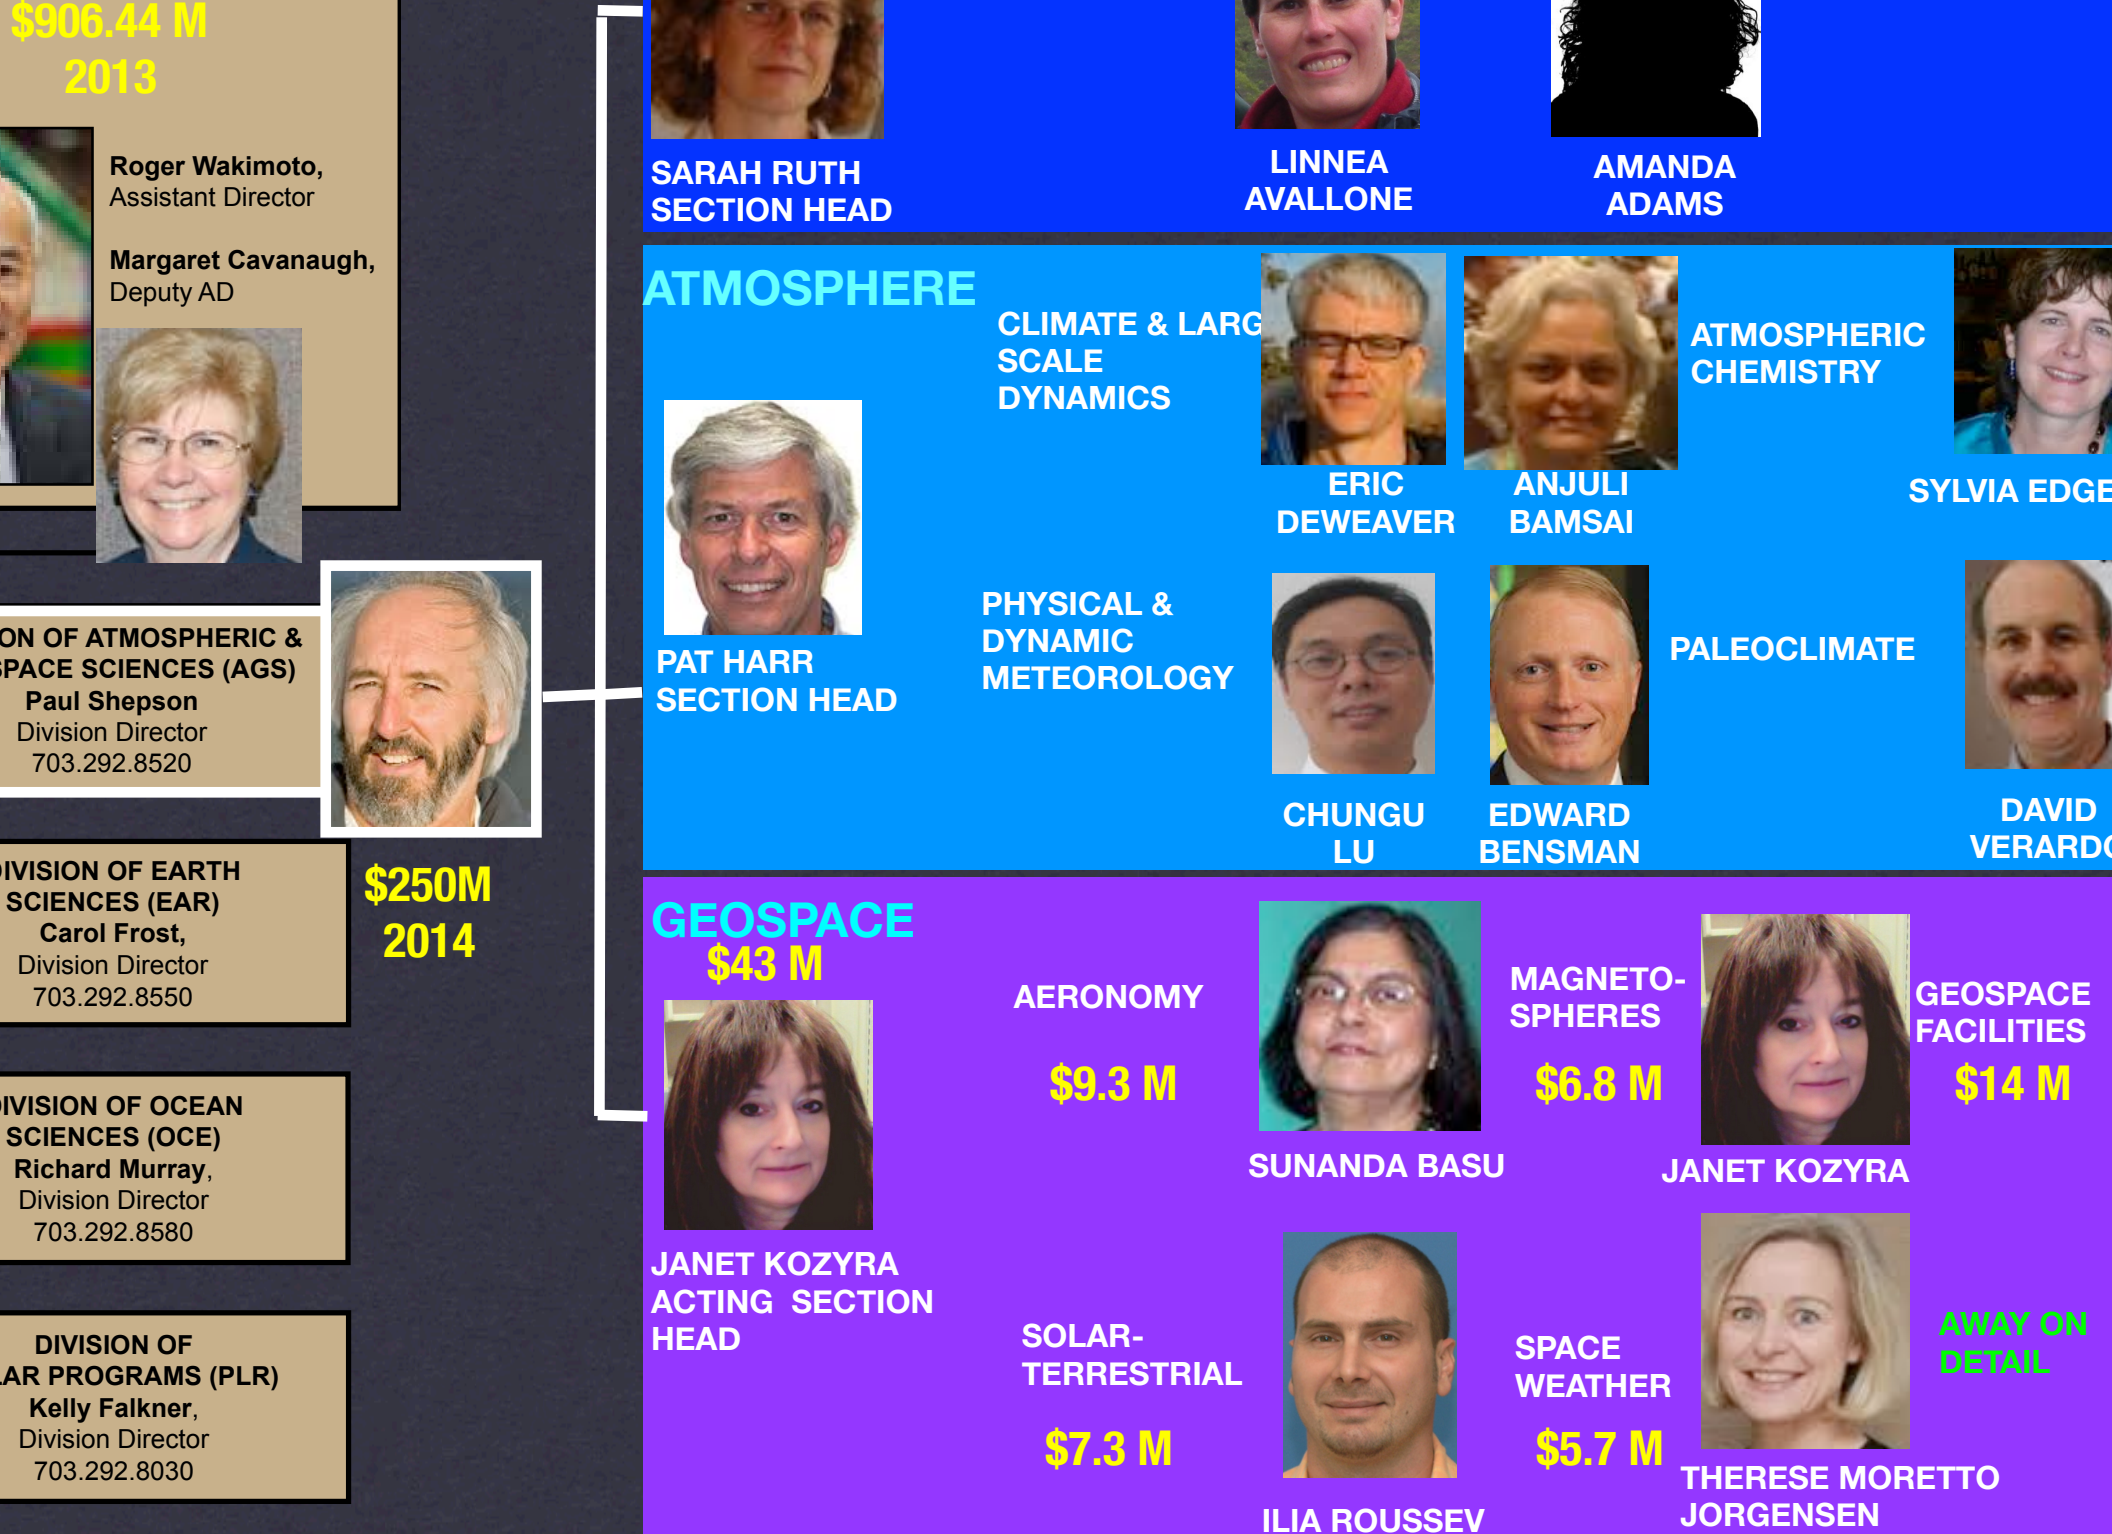 $906.44 M
2013
Roger Wakimoto,
Assistant Director
Margaret Cavanaugh,
Deputy AD
ON OF ATMOSPHERIC &
SPACE SCIENCES (AGS)
Paul Shepson
Division Director
703.292.8520
IVISION OF EARTH
SCIENCES (EAR)
Carol Frost,
Division Director
703.292.8550
$250M
2014
IVISION OF OCEAN
SCIENCES (OCE)
Richard Murray,
Division Director
703.292.8580
DIVISION OF
LAR PROGRAMS (PLR)
Kelly Falkner,
Division Director
703.292.8030
SARAH RUTH
SECTION HEAD
LINNEA
AVALLONE
AMANDA
ADAMS
ATMOSPHERE
PAT HARR
SECTION HEAD
CLIMATE & LARG
SCALE
DYNAMICS
ERIC
DEWEAVER
ANJULI
BAMSAI
ATMOSPHERIC
CHEMISTRY
SYLVIA EDGE
PHYSICAL &
DYNAMIC
METEOROLOGY
CHUNGU
LU
EDWARD
BENSMAN
PALEOCLIMATE
DAVID
VERARDO
GEOSPACE
$43 M
JANET KOZYRA
ACTING SECTION
HEAD
AERONOMY
$9.3 M
SUNANDA BASU
MAGNETO-
SPHERES
$6.8 M
JANET KOZYRA
GEOSPACE
FACILITIES
$14 M
SOLAR-
TERRESTRIAL
$7.3 M
ILIA ROUSSEV
SPACE
WEATHER
$5.7 M
THERESE MORETTO
JORGENSEN
AWAY ON
DETAIL